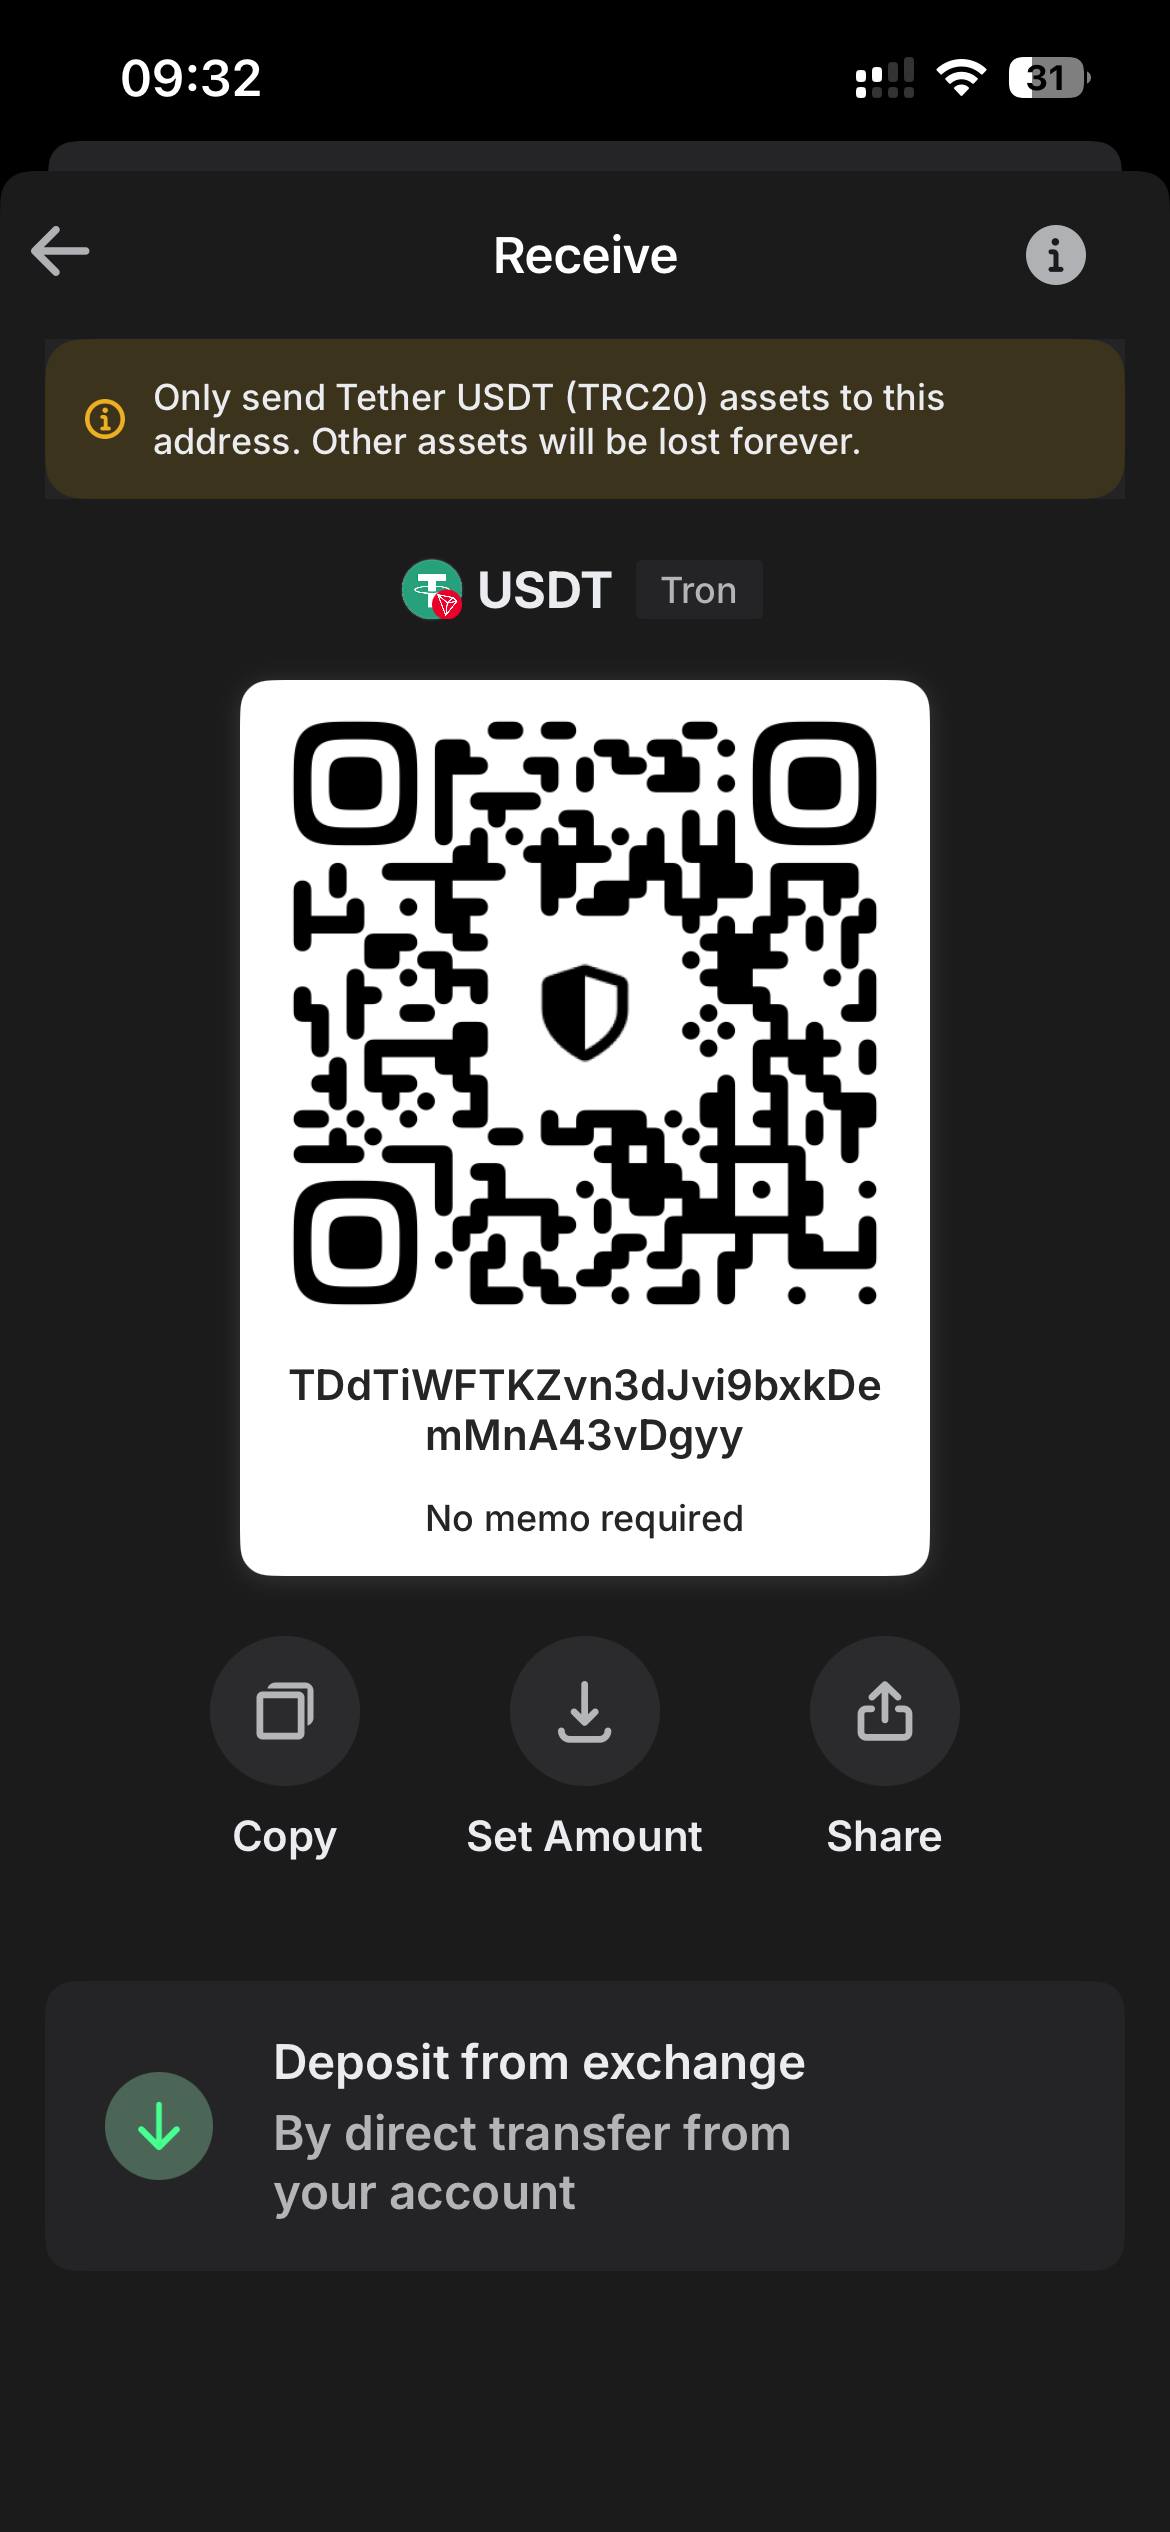 09:32
31
Receive
Only send Tether USDT (TRC20) assets to this
address. Other assets will be lost forever.
USDT Tron
TDdTiWFTKZvn3dJvi9bxkDe
mMnA43vDgyy
No memo required
Copy
Set Amount
Share
Deposit from exchange
By direct transfer from
your account